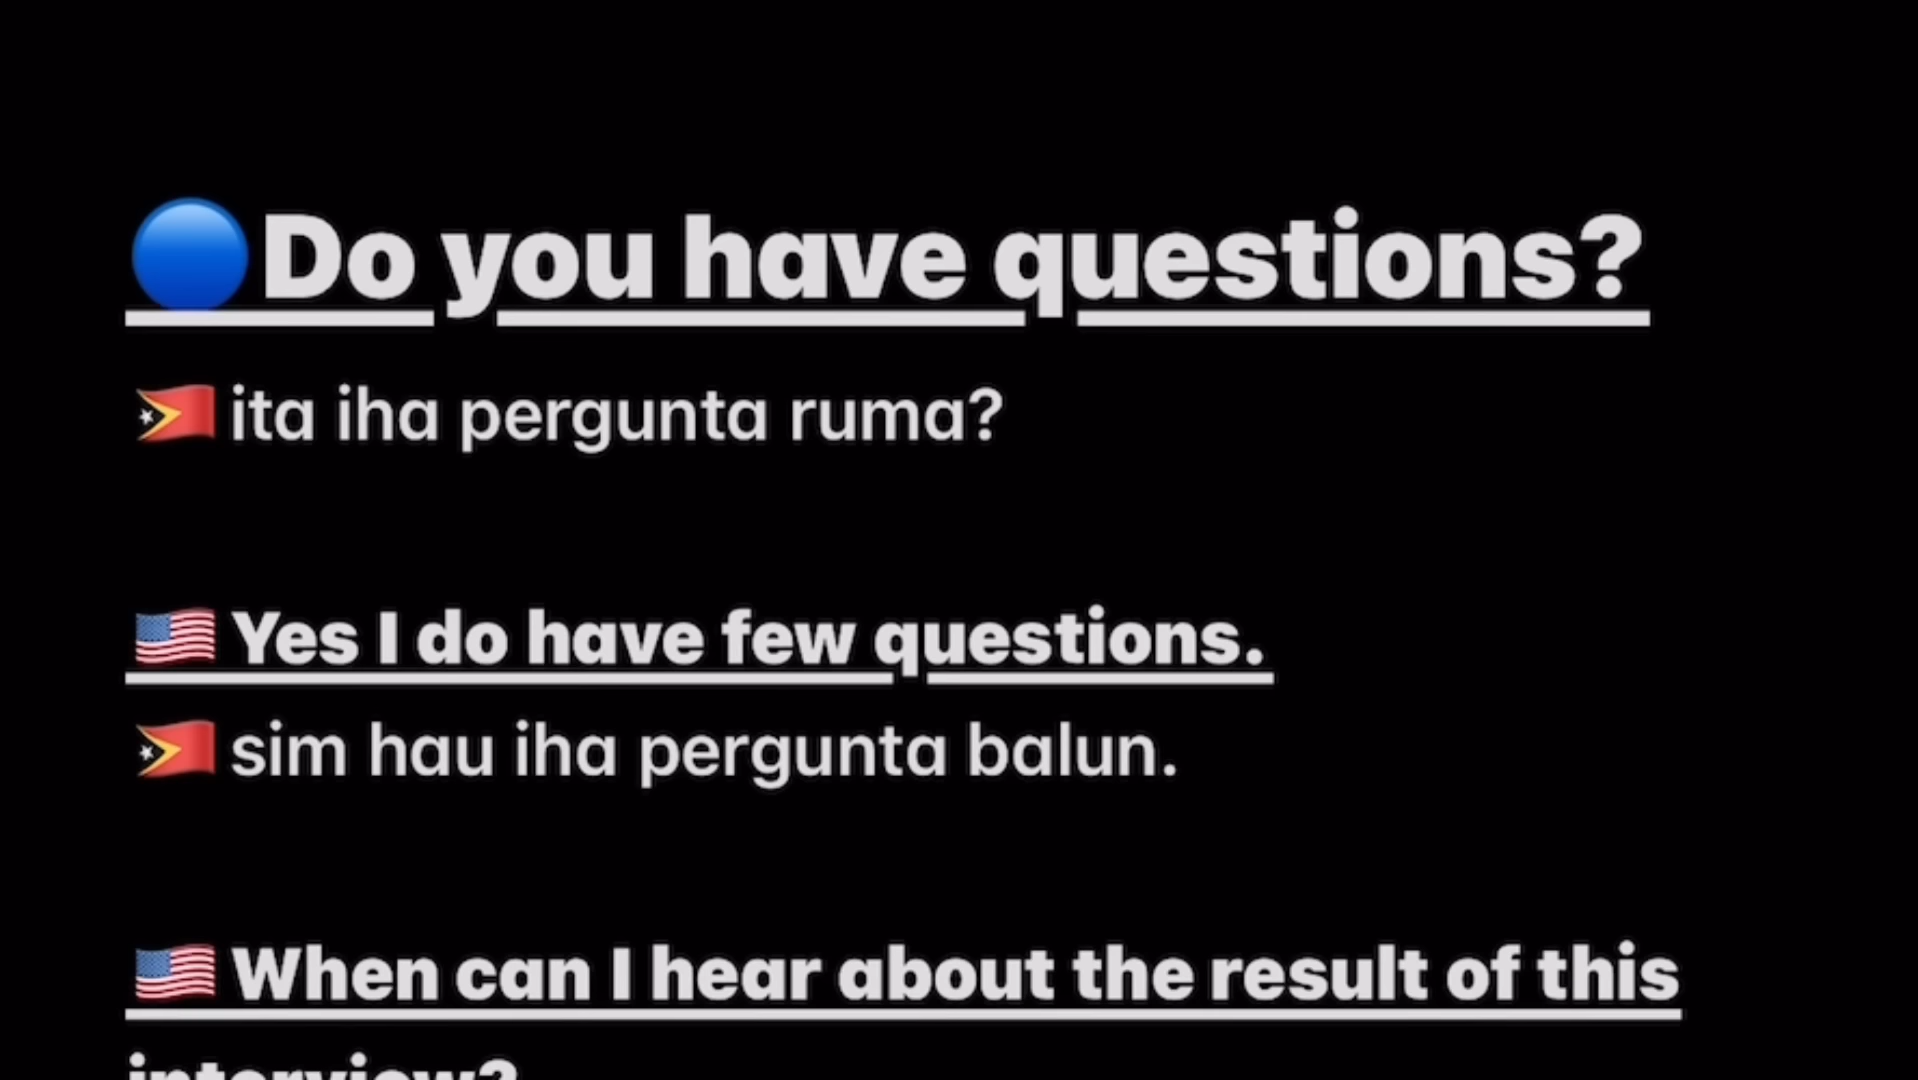 🔵Do you have questions?
🇹🇱 ita iha pergunta ruma?
🇺🇸 Yes I do have few questions.
🇹🇱 sim hau iha pergunta balun.
🇺🇸 When can I hear about the result of this
interview?